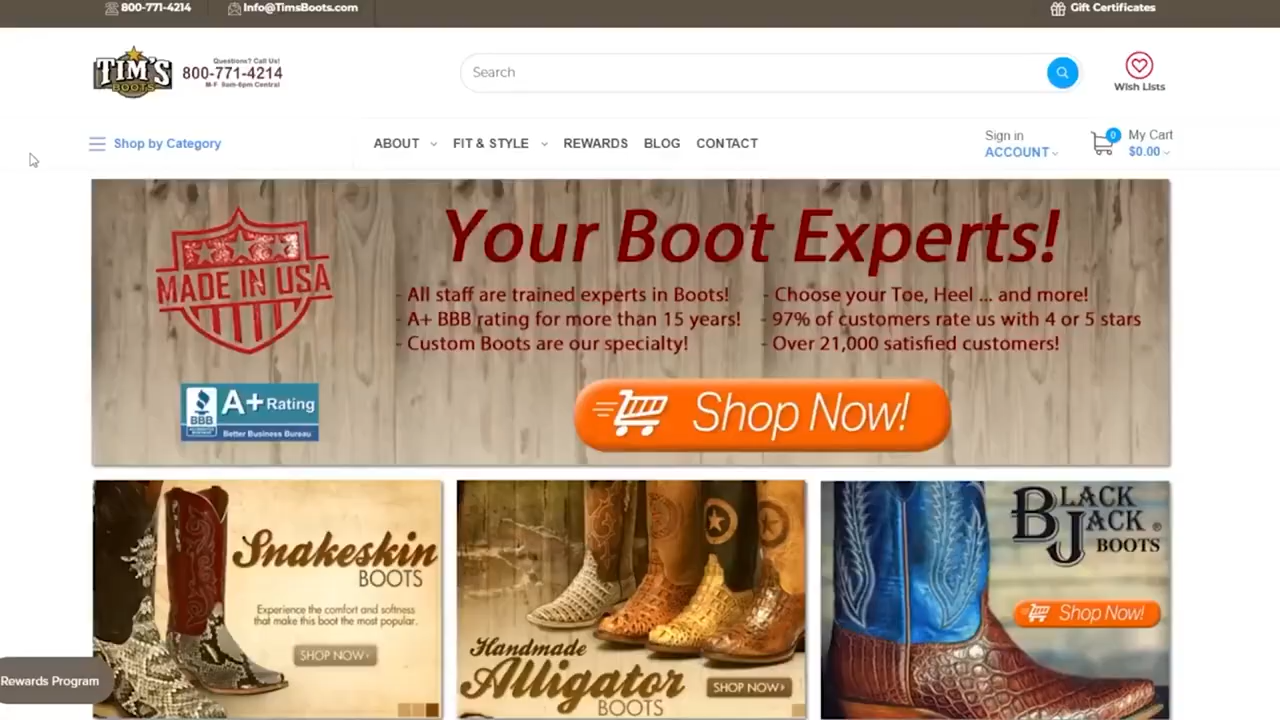 800-771-4214
Info@TimsBoots.com
Gift Certificates
TIM'S
BOOTS
Questions? Call Us!
800-771-4214
M-F 9am-6pm Central
Search
Wish Lists
Shop by Category
ABOUT
FIT & STYLE
REWARDS
BLOG
CONTACT
Sign in
ACCOUNT
0
My Cart
$0.00
MADE IN USA
BBB
A+ Rating
Better Business Bureau
Your Boot Experts!
- All staff are trained experts in Boots!
- A+ BBB rating for more than 15 years!
- Custom Boots are our specialty!
- Choose your Toe, Heel ... and more!
- 97% of customers rate us with 4 or 5 stars
- Over 21,000 satisfied customers!
Shop Now!
Snakeskin
BOOTS
Experience the comfort and softness
that make this boot the most popular.
SHOP NOW
Handmade
Alligator
BOOTS
SHOP NOW
BLACK
JACK
BOOTS
®
Shop Now!
Rewards Program